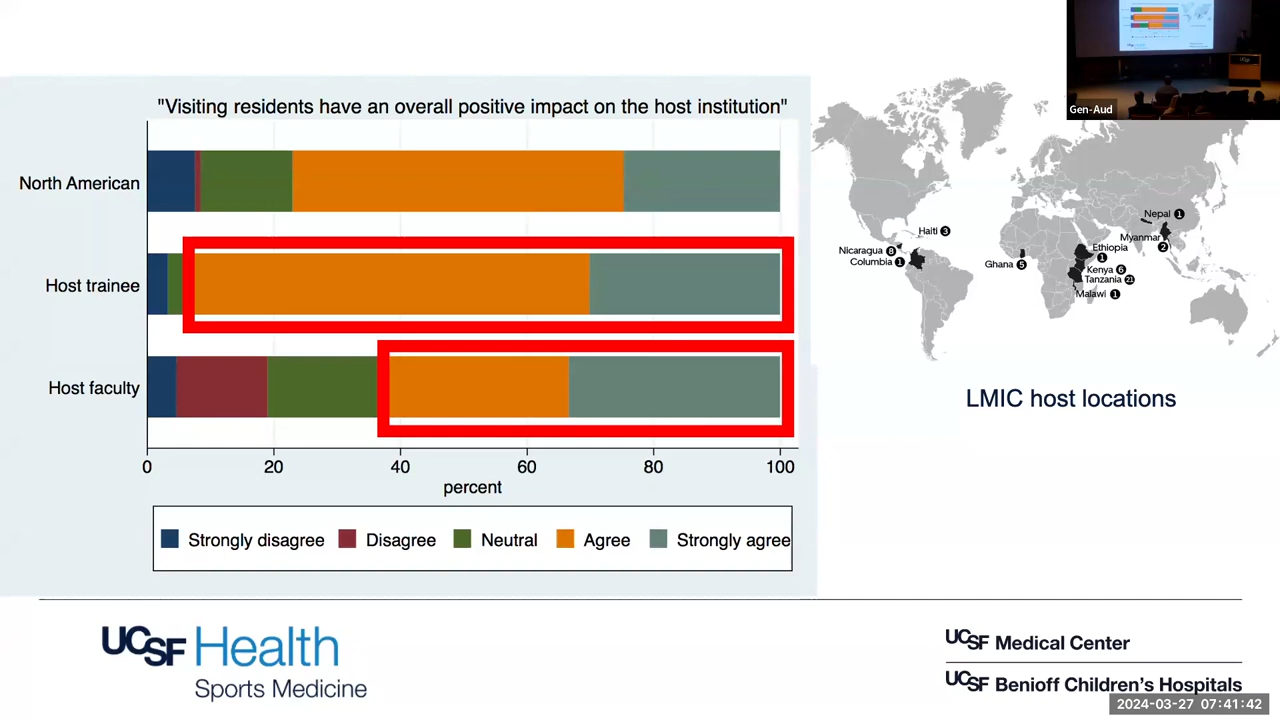 "Visiting residents have an overall positive impact on the host institution"
North American
Host trainee
Host faculty
0 20 40 60 80 100
percent
Strongly disagree Disagree Neutral Agree Strongly agree
Gen-Aud
Nepal 1
Haiti 3
Myanmar 2
Nicaragua 8
Ethiopia 1
Columbia 1
Ghana 5
Kenya 6
Tanzania 21
Malawi 1
LMIC host locations
UCSF Health
Sports Medicine
UCSF Medical Center
UCSF Benioff Children's Hospitals
2024-03-27 07:41:42